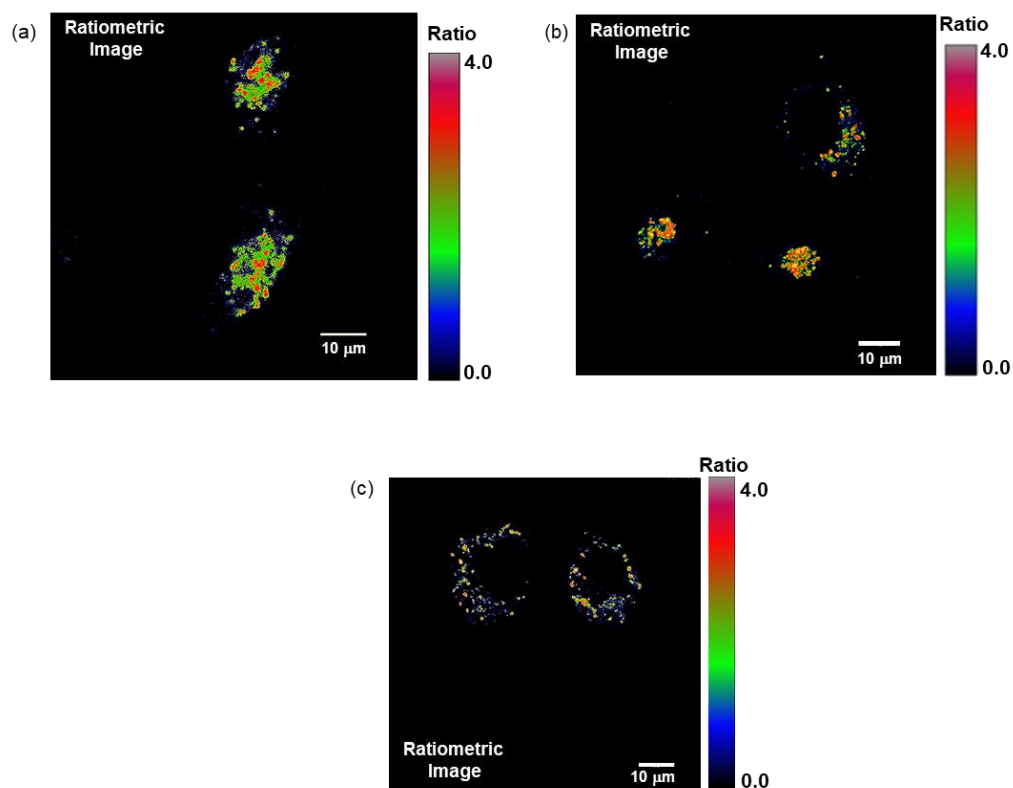 (a)
Ratiometric
Image
10 μm
Ratio
4.0
0.0
(b)
Ratiometric
Image
10 μm
Ratio
4.0
0.0
(c)
Ratiometric
Image
10 μm
Ratio
4.0
0.0